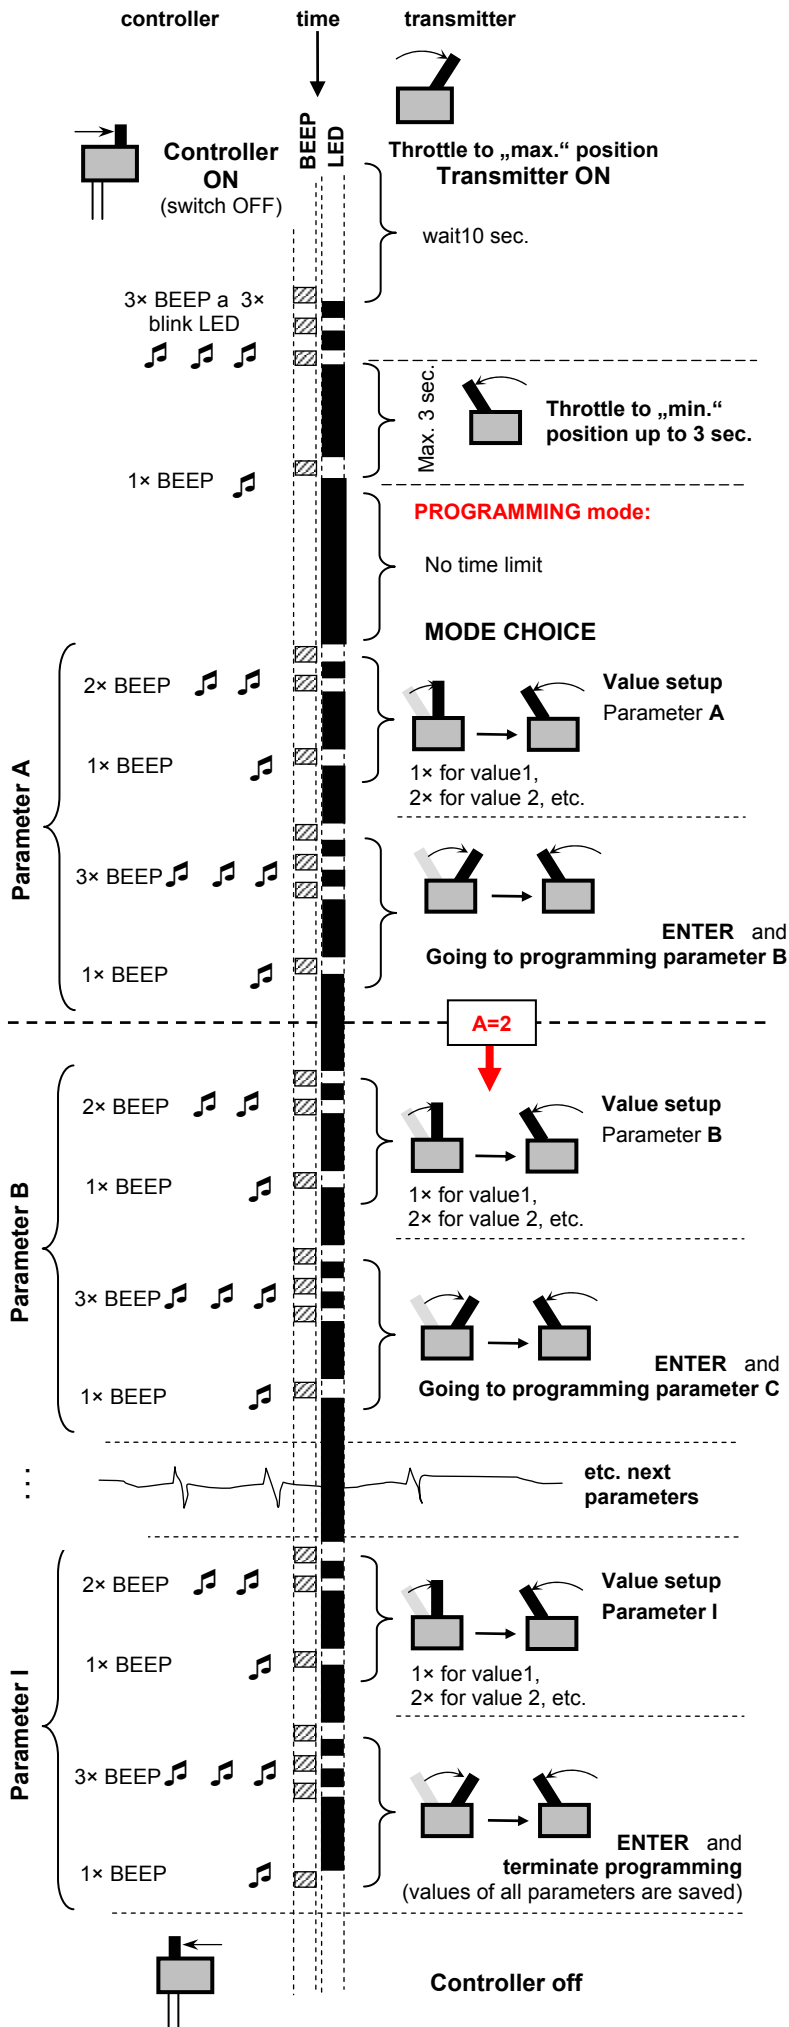 controller time transmitter
BEEP
LED
Controller
ON
(switch OFF)
Throttle to „max.“ position
Transmitter ON
wait10 sec.
3× BEEP a 3×
blink LED
Max. 3 sec.
Throttle to „min.“
position up to 3 sec.
1× BEEP
PROGRAMMING mode:
No time limit
MODE CHOICE
Parameter A
2× BEEP
Value setup
Parameter A
1× BEEP
1× for value1,
2× for value 2, etc.
3× BEEP
ENTER and
Going to programming parameter B
1× BEEP
A=2
Parameter B
2× BEEP
Value setup
Parameter B
1× BEEP
1× for value1,
2× for value 2, etc.
3× BEEP
ENTER and
Going to programming parameter C
1× BEEP
...
etc. next
parameters
Parameter I
2× BEEP
Value setup
Parameter I
1× BEEP
1× for value1,
2× for value 2, etc.
3× BEEP
ENTER and
terminate programming
(values of all parameters are saved)
1× BEEP
Controller off